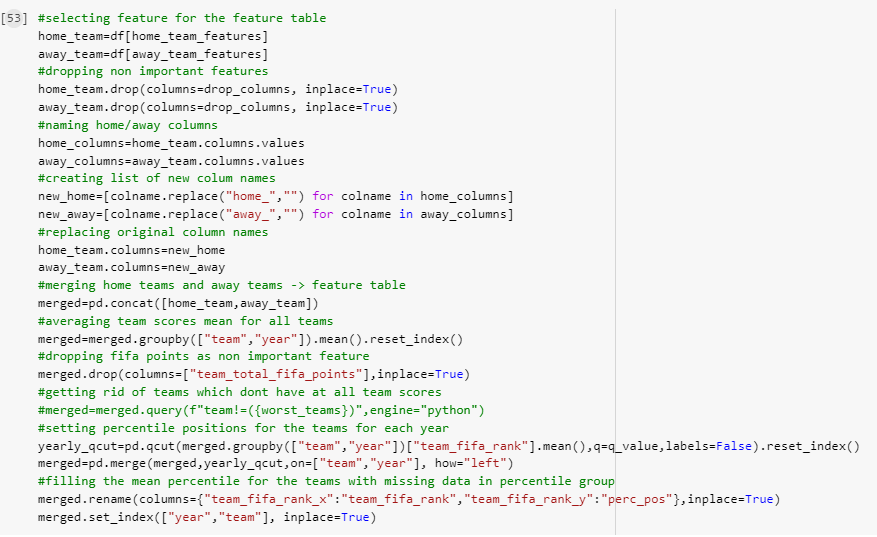 [53] #selecting feature for the feature table
home_team=df[home_team_features]
away_team=df[away_team_features]
#dropping non important features
home_team.drop(columns=drop_columns, inplace=True)
away_team.drop(columns=drop_columns, inplace=True)
#naming home/away columns
home_columns=home_team.columns.values
away_columns=away_team.columns.values
#creating list of new colum names
new_home=[colname.replace("home_","") for colname in home_columns]
new_away=[colname.replace("away_","") for colname in away_columns]
#replacing original column names
home_team.columns=new_home
away_team.columns=new_away
#merging home teams and away teams -> feature table
merged=pd.concat([home_team,away_team])
#averaging team scores mean for all teams
merged=merged.groupby(["team","year"]).mean().reset_index()
#dropping fifa points as non important feature
merged.drop(columns=["team_total_fifa_points"],inplace=True)
#getting rid of teams which dont have at all team scores
#merged=merged.query(f"team!=({worst_teams})",engine="python")
#setting percentile positions for the teams for each year
yearly_qcut=pd.qcut(merged.groupby(["team","year"])["team_fifa_rank"].mean(),q=q_value,labels=False).reset_index()
merged=pd.merge(merged,yearly_qcut,on=["team","year"], how="left")
#filling the mean percentile for the teams with missing data in percentile group
merged.rename(columns={"team_fifa_rank_x":"team_fifa_rank","team_fifa_rank_y":"perc_pos"},inplace=True)
merged.set_index(["year","team"], inplace=True)